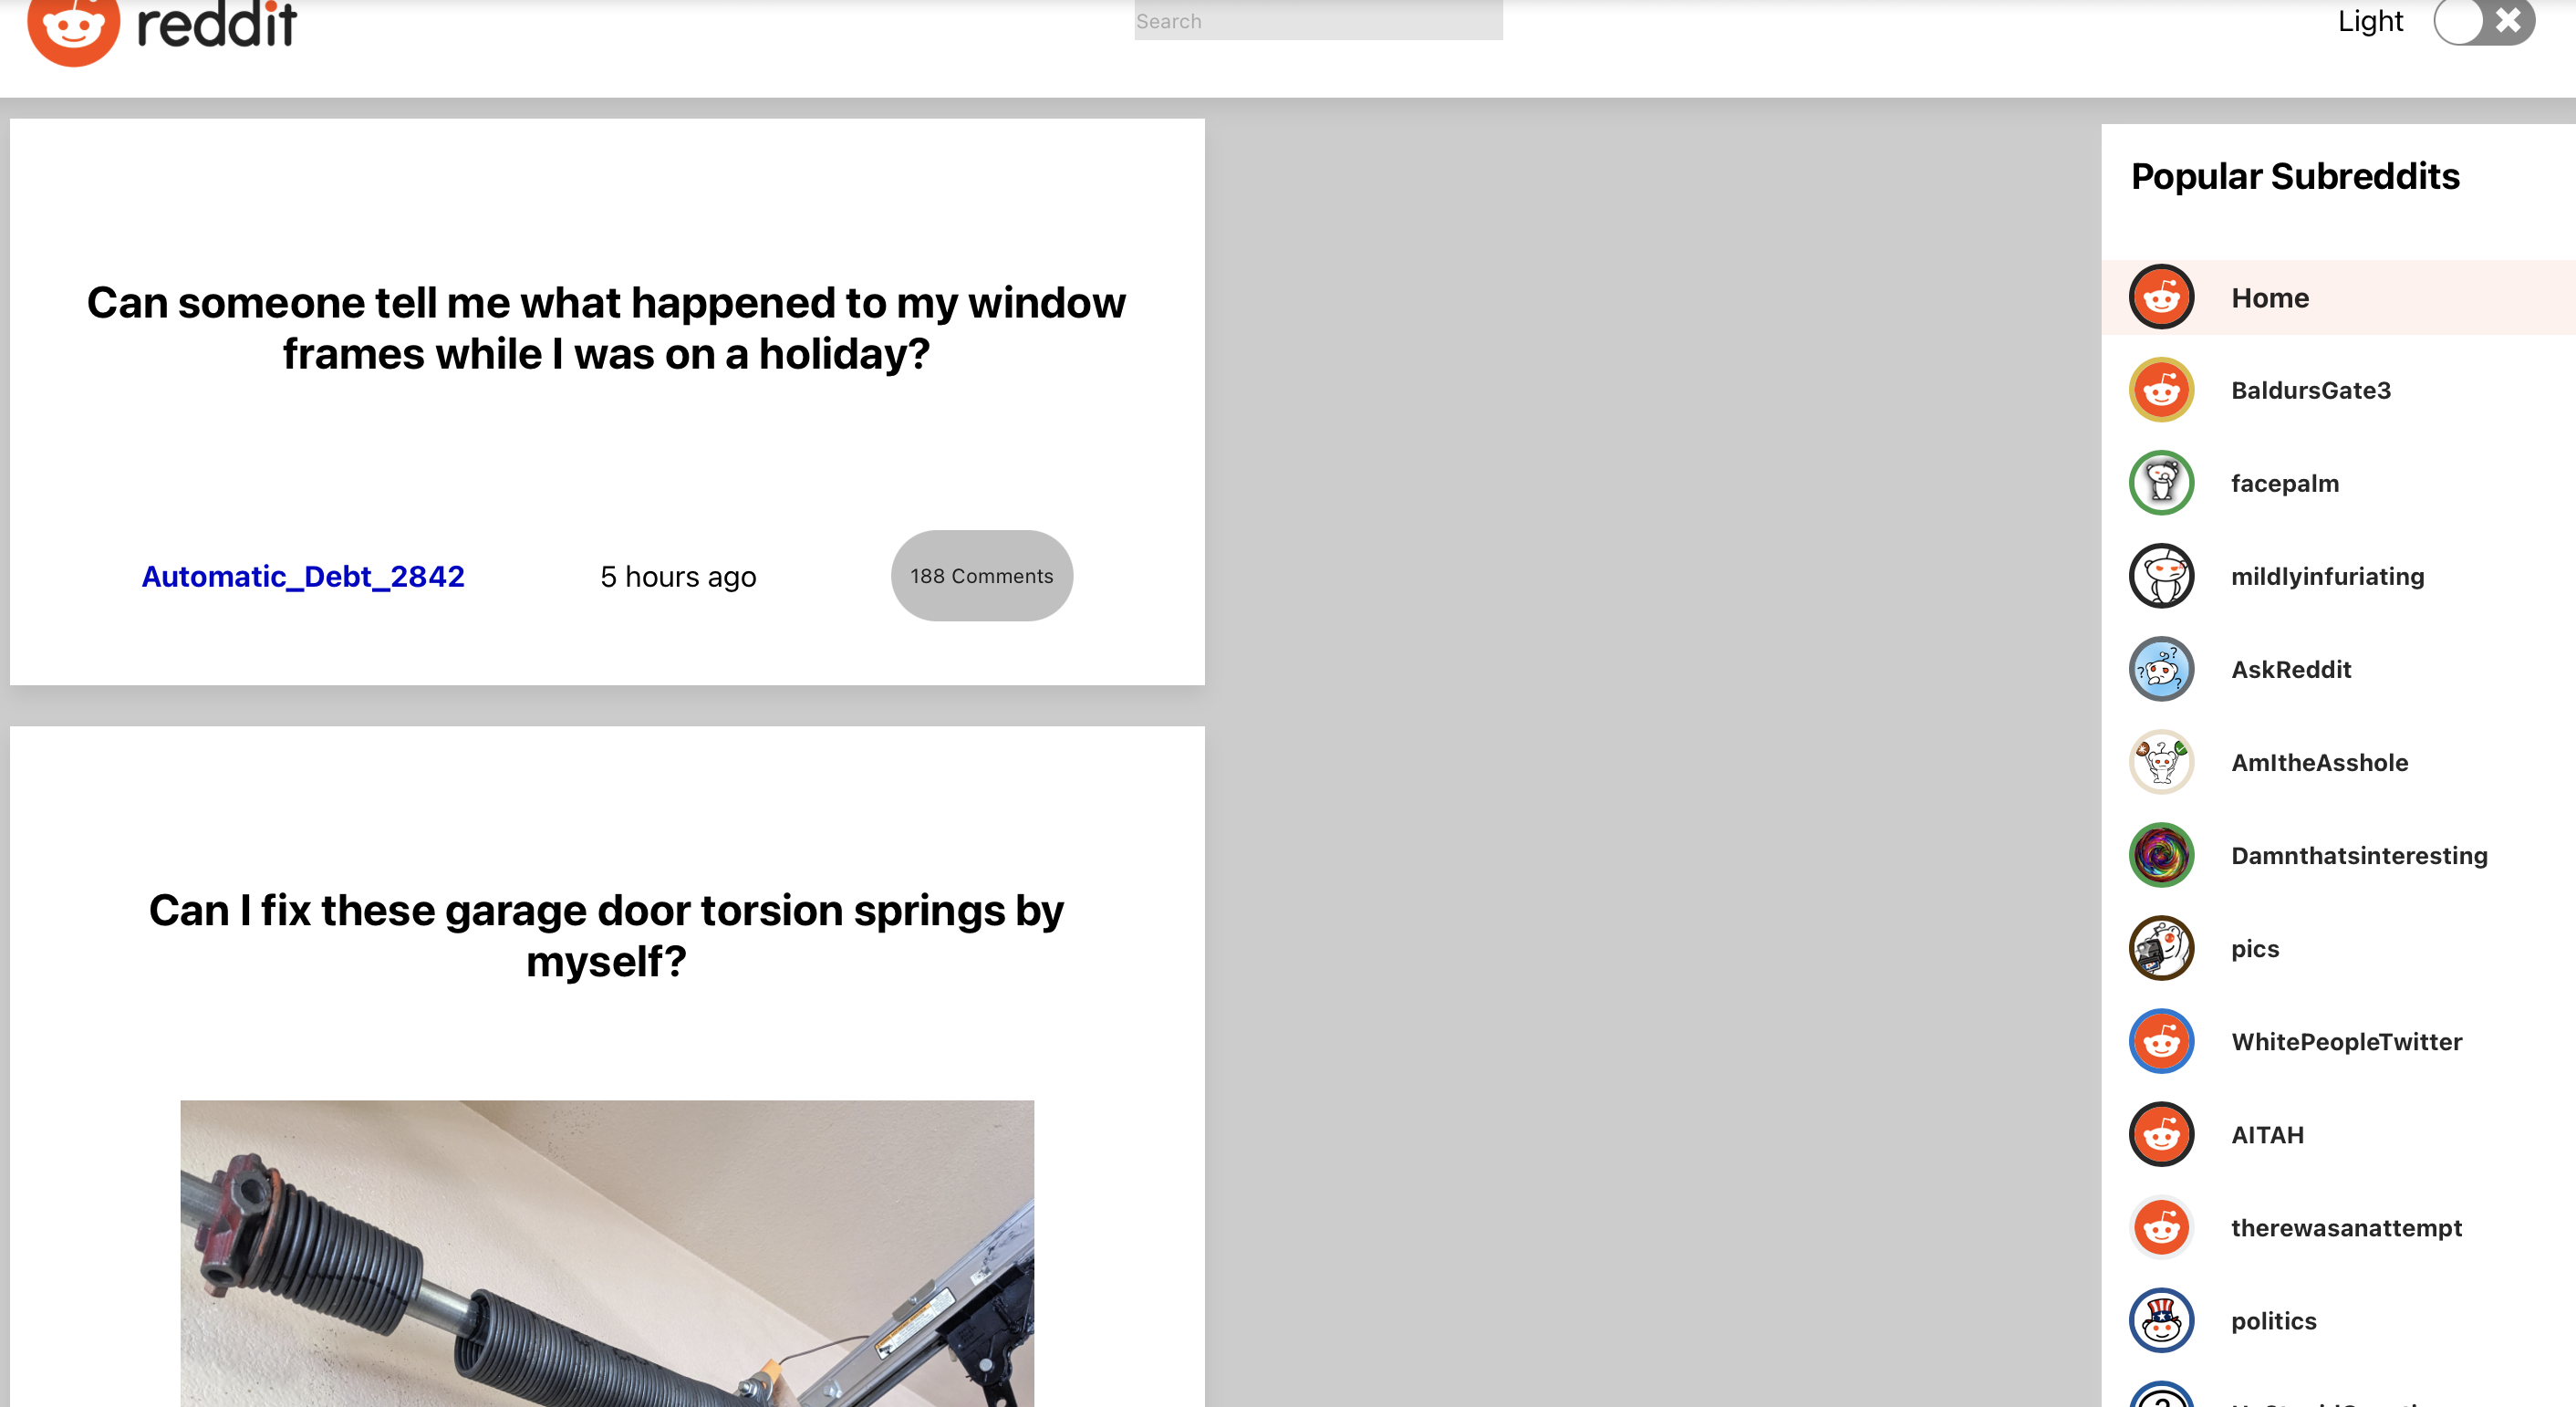 reddit
Search
Light
Can someone tell me what happened to my window
frames while I was on a holiday?
Automatic_Debt_2842
5 hours ago
188 Comments
Can I fix these garage door torsion springs by
myself?
Popular Subreddits
Home
BaldursGate3
facepalm
mildlyinfuriating
AskReddit
AmItheAsshole
Damnthatsinteresting
pics
WhitePeopleTwitter
AITAH
therewasanattempt
politics